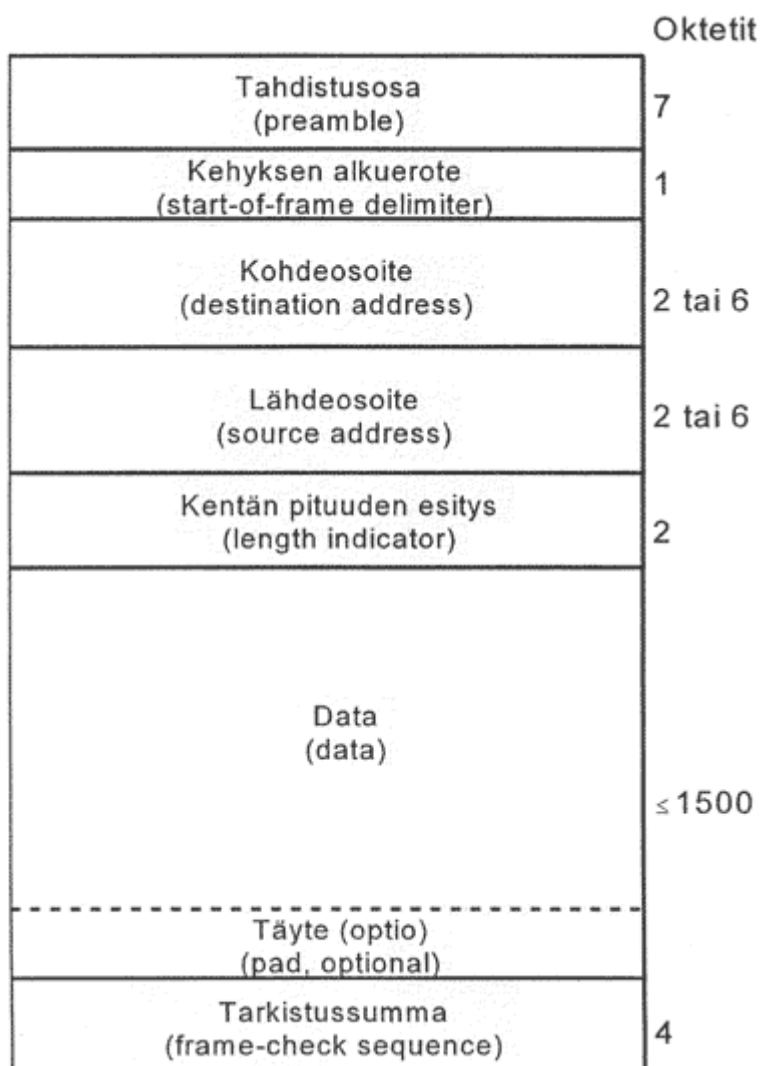 Oktetit
Tahdistusosa
(preamble)
7
Kehyksen alkuerote
(start-of-frame delimiter)
1
Kohdeosoite
(destination address)
2 tai 6
Lähdeosoite
(source address)
2 tai 6
Kentän pituuden esitys
(length indicator)
2
Data
(data)
≤ 1500
Täyte (optio)
(pad, optional)
Tarkistussumma
(frame-check sequence)
4